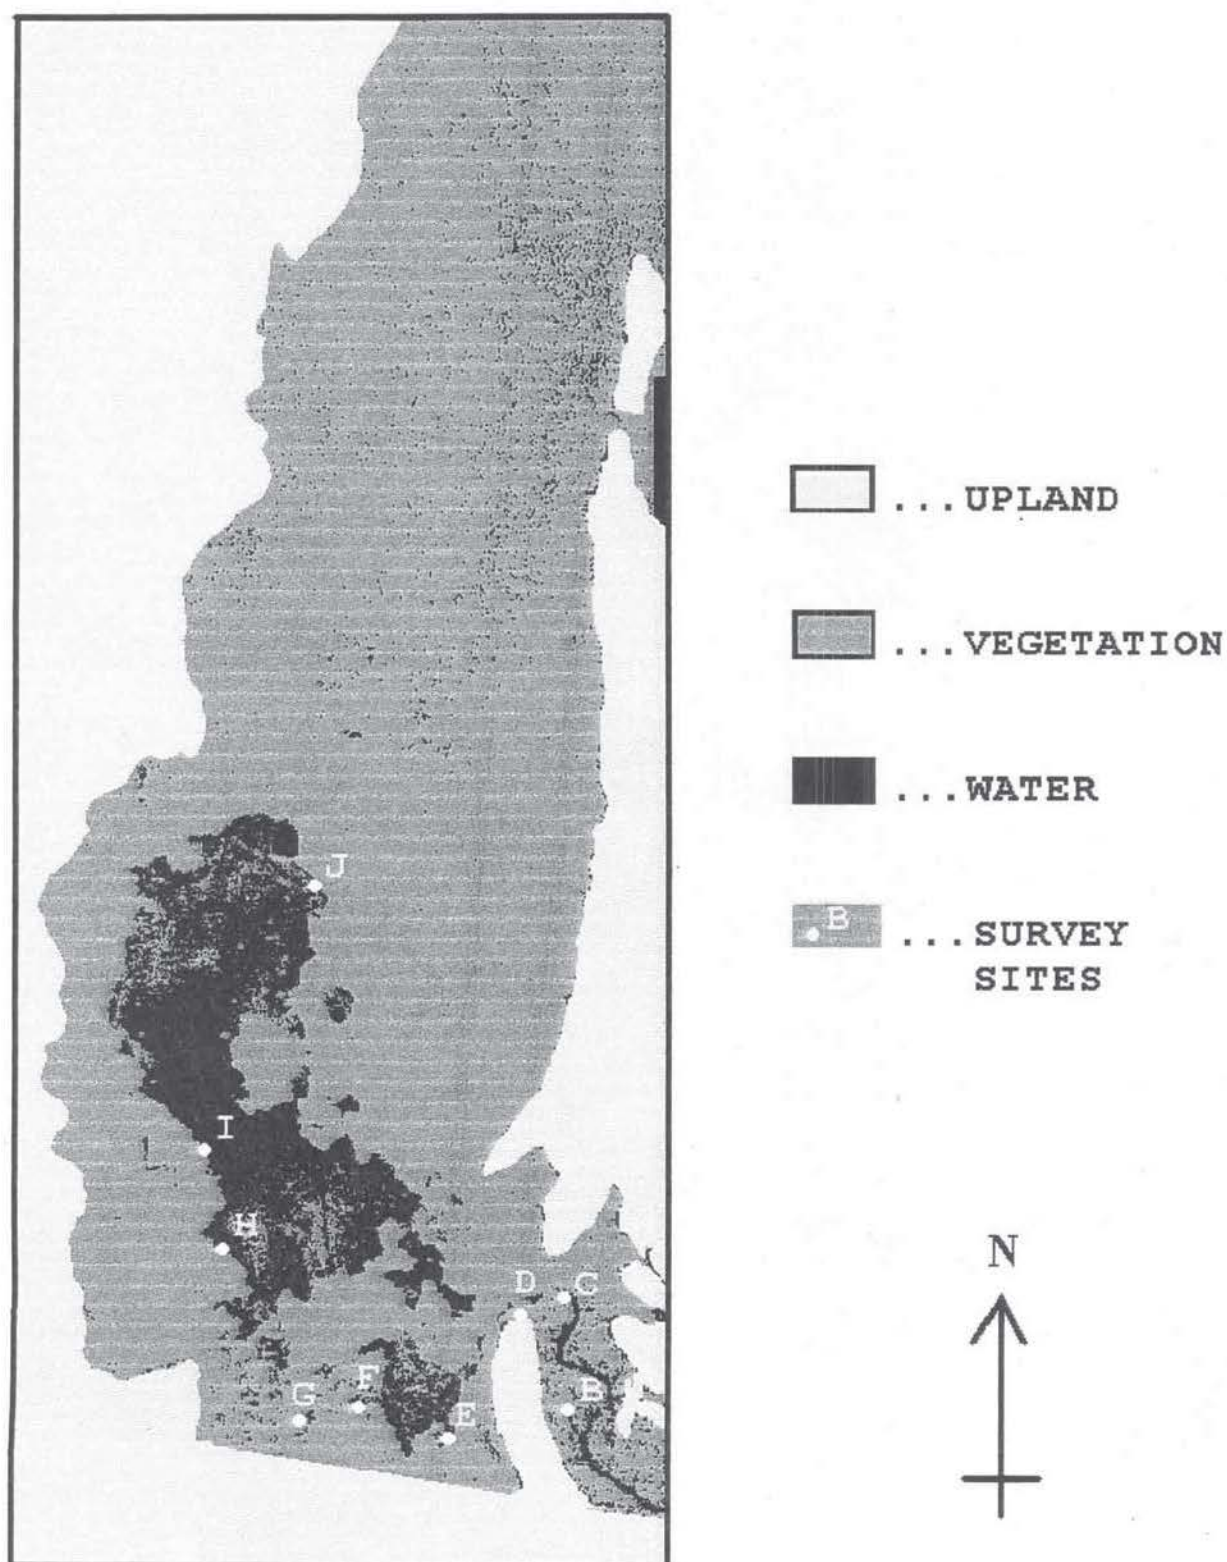 ... UPLAND
... VEGETATION
... WATER
B
... SURVEY
SITES
J
I
H
D
C
F
G
B
E
N